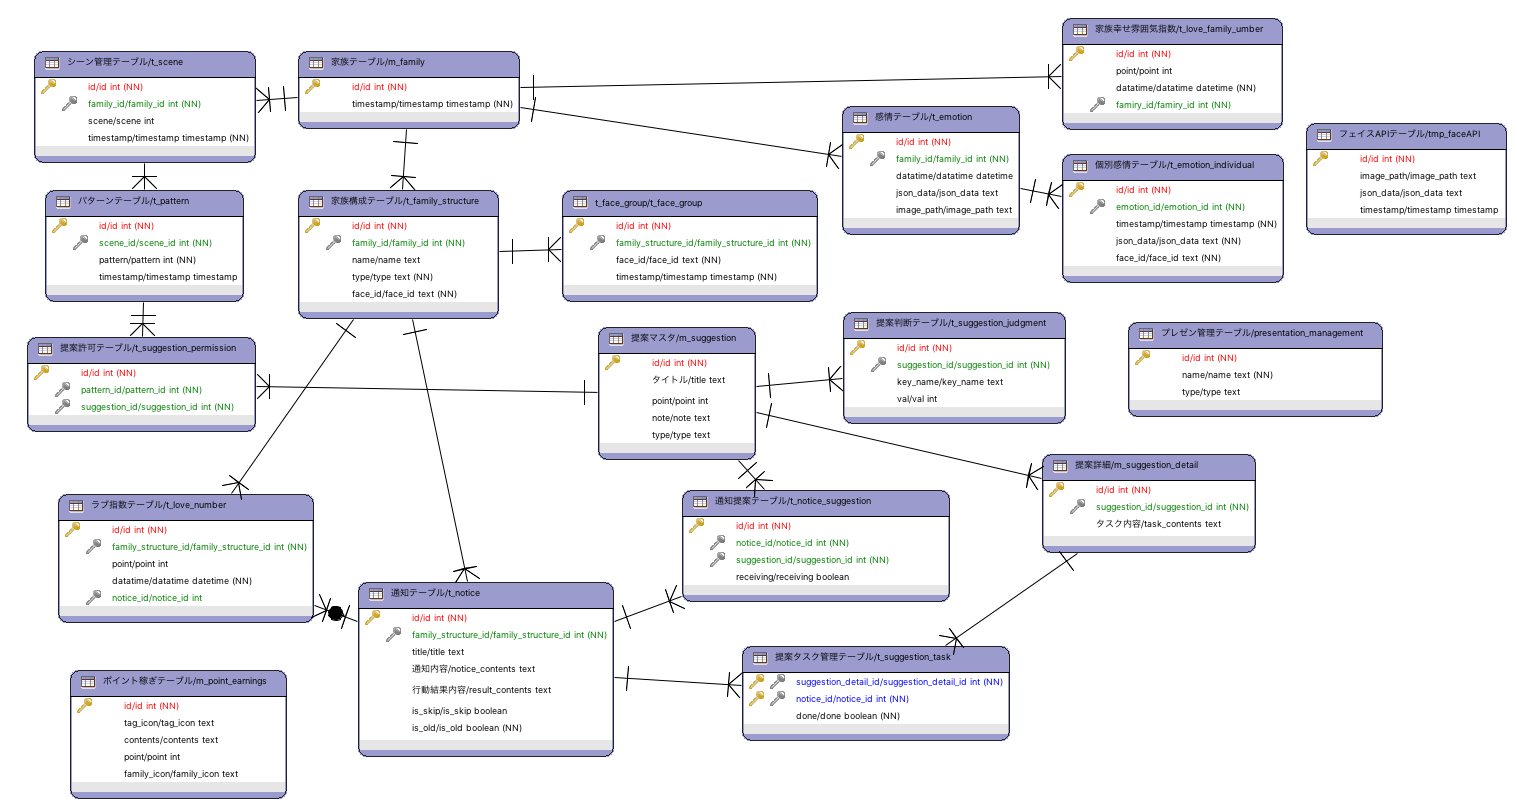 シーン管理テーブル/t_scene
id/id int (NN)
family_id/family_id int (NN)
scene/scene int
timestamp/timestamp timestamp (NN)
家族テーブル/m_family
id/id int (NN)
timestamp/timestamp timestamp (NN)
家族幸せ雰囲気指数/t_love_family_umber
id/id int (NN)
point/point int
datatime/datatime datetime (NN)
famiry_id/famiry_id int (NN)
感情テーブル/t_emotion
id/id int (NN)
family_id/family_id int (NN)
datatime/datatime datetime
json_data/json_data text
image_path/image_path text
フェイスAPIテーブル/tmp_faceAPI
id/id int (NN)
image_path/image_path text
json_data/json_data text
timestamp/timestamp timestamp
個別感情テーブル/t_emotion_individual
id/id int (NN)
emotion_id/emotion_id int (NN)
timestamp/timestamp timestamp (NN)
json_data/json_data text (NN)
face_id/face_id text (NN)
パターンテーブル/t_pattern
id/id int (NN)
scene_id/scene_id int (NN)
pattern/pattern int (NN)
timestamp/timestamp timestamp
家族構成テーブル/t_family_structure
id/id int (NN)
family_id/family_id int (NN)
name/name text
type/type text (NN)
face_id/face_id text (NN)
t_face_group/t_face_group
id/id int (NN)
family_structure_id/family_structure_id int (NN)
face_id/face_id text (NN)
timestamp/timestamp timestamp (NN)
提案許可テーブル/t_suggestion_permission
id/id int (NN)
pattern_id/pattern_id int (NN)
suggestion_id/suggestion_id int (NN)
提案マスタ/m_suggestion
id/id int (NN)
タイトル/title text
point/point int
note/note text
type/type text
提案判断テーブル/t_suggestion_judgment
id/id int (NN)
suggestion_id/suggestion_id int (NN)
key_name/key_name text
val/val int
プレゼン管理テーブル/presentation_management
id/id int (NN)
name/name text (NN)
type/type text
提案詳細/m_suggestion_detail
id/id int (NN)
suggestion_id/suggestion_id int (NN)
タスク内容/task_contents text
ラブ指数テーブル/t_love_number
id/id int (NN)
family_structure_id/family_structure_id int (NN)
point/point int
datatime/datatime datetime (NN)
notice_id/notice_id int
通知提案テーブル/t_notice_suggestion
id/id int (NN)
notice_id/notice_id int (NN)
suggestion_id/suggestion_id int (NN)
receiving/receiving boolean
通知テーブル/t_notice
id/id int (NN)
family_structure_id/family_structure_id int (NN)
title/title text
通知内容/notice_contents text
行動結果内容/result_contents text
is_skip/is_skip boolean
is_old/is_old boolean (NN)
提案タスク管理テーブル/t_suggestion_task
suggestion_detail_id/suggestion_detail_id int (NN)
notice_id/notice_id int (NN)
done/done boolean (NN)
ポイント稼ぎテーブル/m_point_earnings
id/id int (NN)
tag_icon/tag_icon text
contents/contents text
point/point int
family_icon/family_icon text